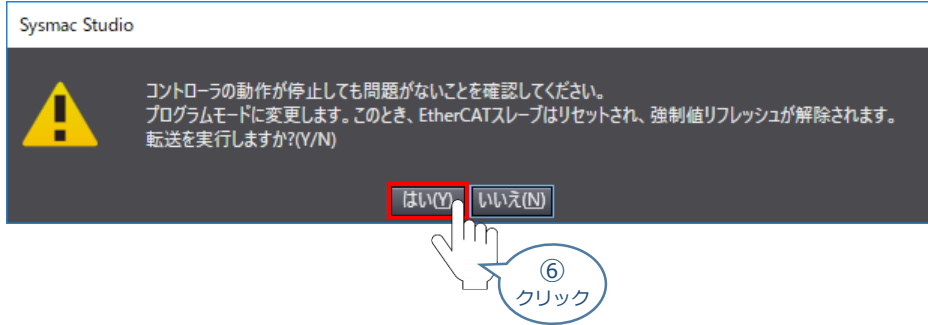 Sysmac Studio
コントローラの動作が停止しても問題がないことを確認してください。
プログラムモードに変更します。このとき、EtherCATスレーブはリセットされ、強制値リフレッシュが解除されます。
転送を実行しますか?(Y/N)
はい(Y) いいえ(N)
⑥
クリック